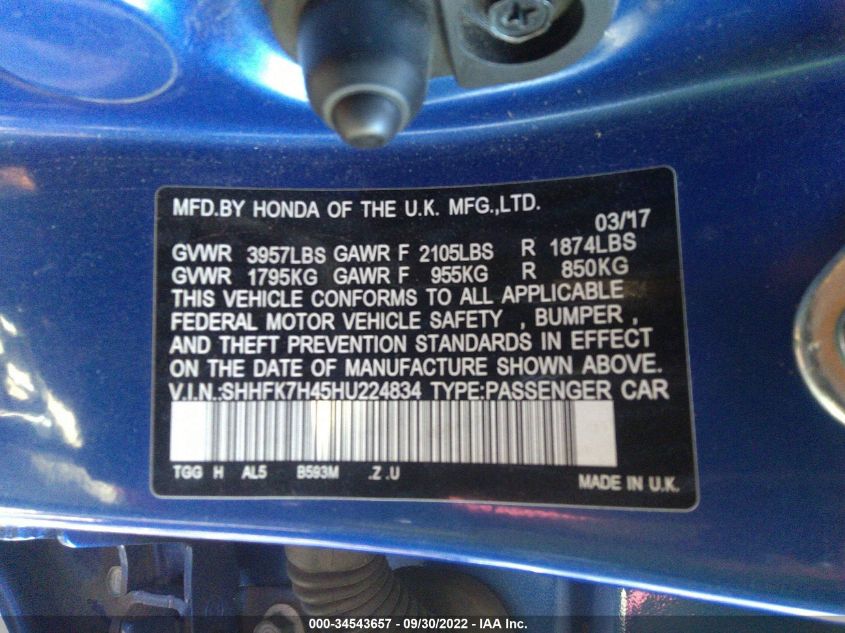 MFD.BY HONDA OF THE U.K. MFG.,LTD.
03/17
GVWR 3957LBS GAWR F 2105LBS R 1874LBS
GVWR 1795KG GAWR F 955KG R 850KG
THIS VEHICLE CONFORMS TO ALL APPLICABLE
FEDERAL MOTOR VEHICLE SAFETY , BUMPER ,
AND THEFT PREVENTION STANDARDS IN EFFECT
ON THE DATE OF MANUFACTURE SHOWN ABOVE.
V.I.N.:SHHFK7H45HU224834 TYPE:PASSENGER CAR
TGG H AL5 B593M .Z .U
MADE IN U.K.
000-34543657 - 09/30/2022 - IAA Inc.